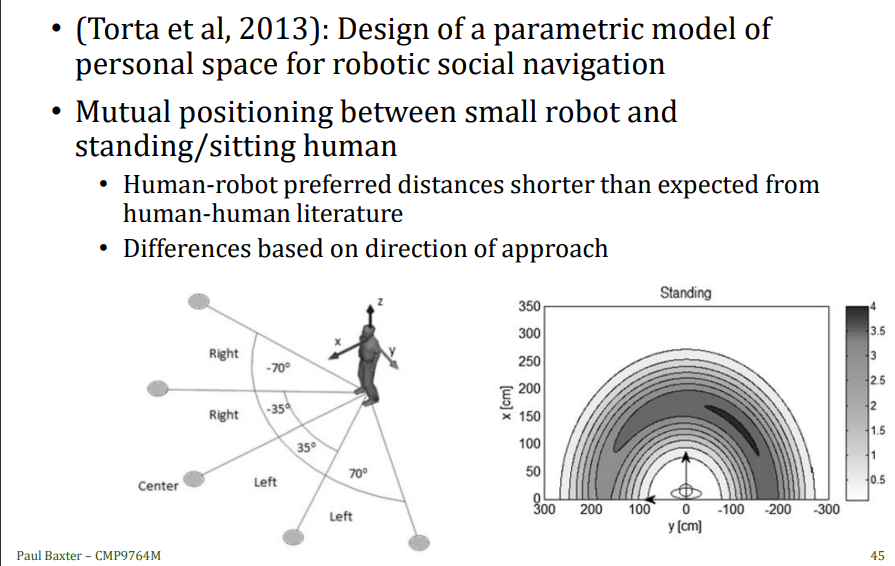 • (Torta et al, 2013): Design of a parametric model of
personal space for robotic social navigation
• Mutual positioning between small robot and
standing/sitting human
• Human-robot preferred distances shorter than expected from
human-human literature
• Differences based on direction of approach
z
x
y
Right
-70°
Right
-35°
35°
Center
Left
70°
Left
Standing
350
300
250
200
150
100
50
0
x [cm]
300 200 100 0 -100 -200 -300
y [cm]
4
3.5
3
2.5
2
1.5
1
0.5
Paul Baxter – CMP9764M
45